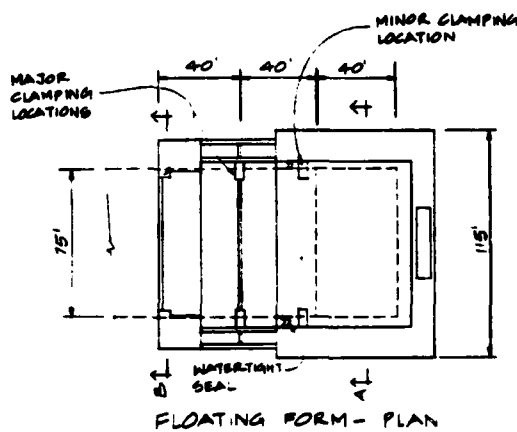 MINOR CLAMPING
LOCATION
40' 40' 40'
MAJOR
CLAMPING
LOCATIONS
75'
115'
WATERTIGHT
SEAL
B
A
FLOATING FORM - PLAN